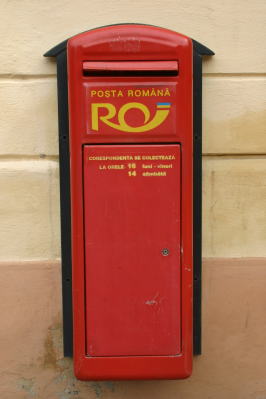 POSTA ROMÂNĂ
RO
CORESPONDENTA SE COLECTEAZA
LA ORELE 16 luni - vineri
14 sâmbătă